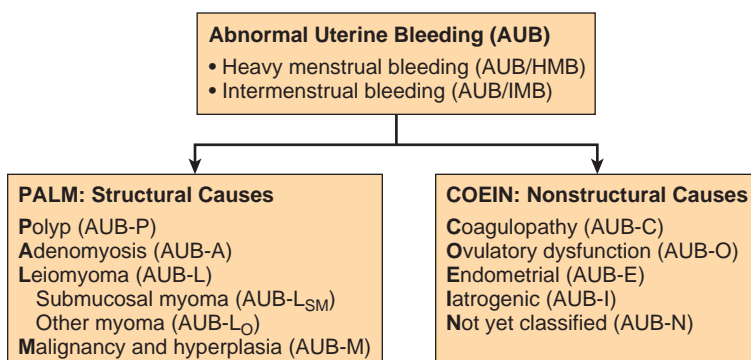 Abnormal Uterine Bleeding (AUB)
• Heavy menstrual bleeding (AUB/HMB)
• Intermenstrual bleeding (AUB/IMB)
PALM: Structural Causes
Polyp (AUB-P)
Adenomyosis (AUB-A)
Leiomyoma (AUB-L)
Submucosal myoma (AUB-LSM)
Other myoma (AUB-LO)
Malignancy and hyperplasia (AUB-M)
COEIN: Nonstructural Causes
Coagulopathy (AUB-C)
Ovulatory dysfunction (AUB-O)
Endometrial (AUB-E)
Iatrogenic (AUB-I)
Not yet classified (AUB-N)